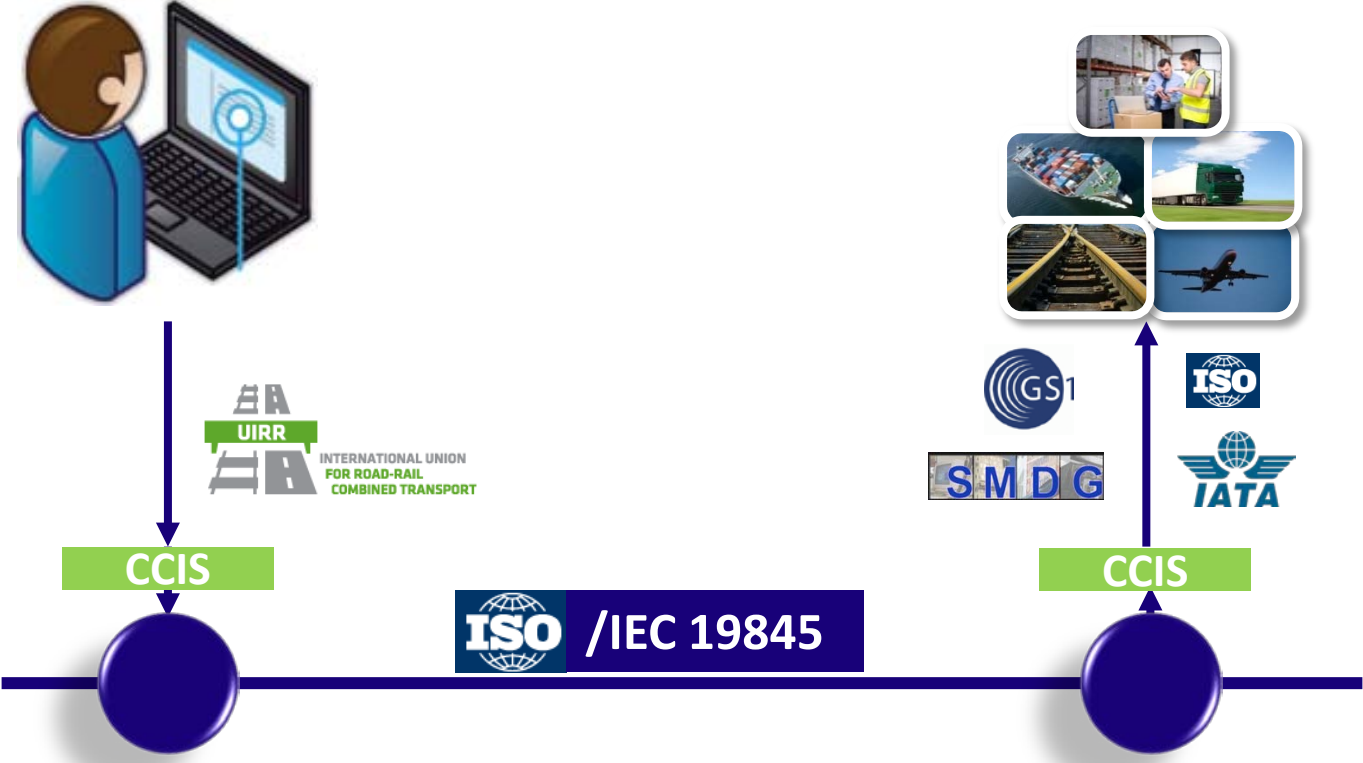 UIRR
INTERNATIONAL UNION
FOR ROAD-RAIL
COMBINED TRANSPORT
GS1
ISO
SMDG
IATA
CCIS
CCIS
ISO /IEC 19845